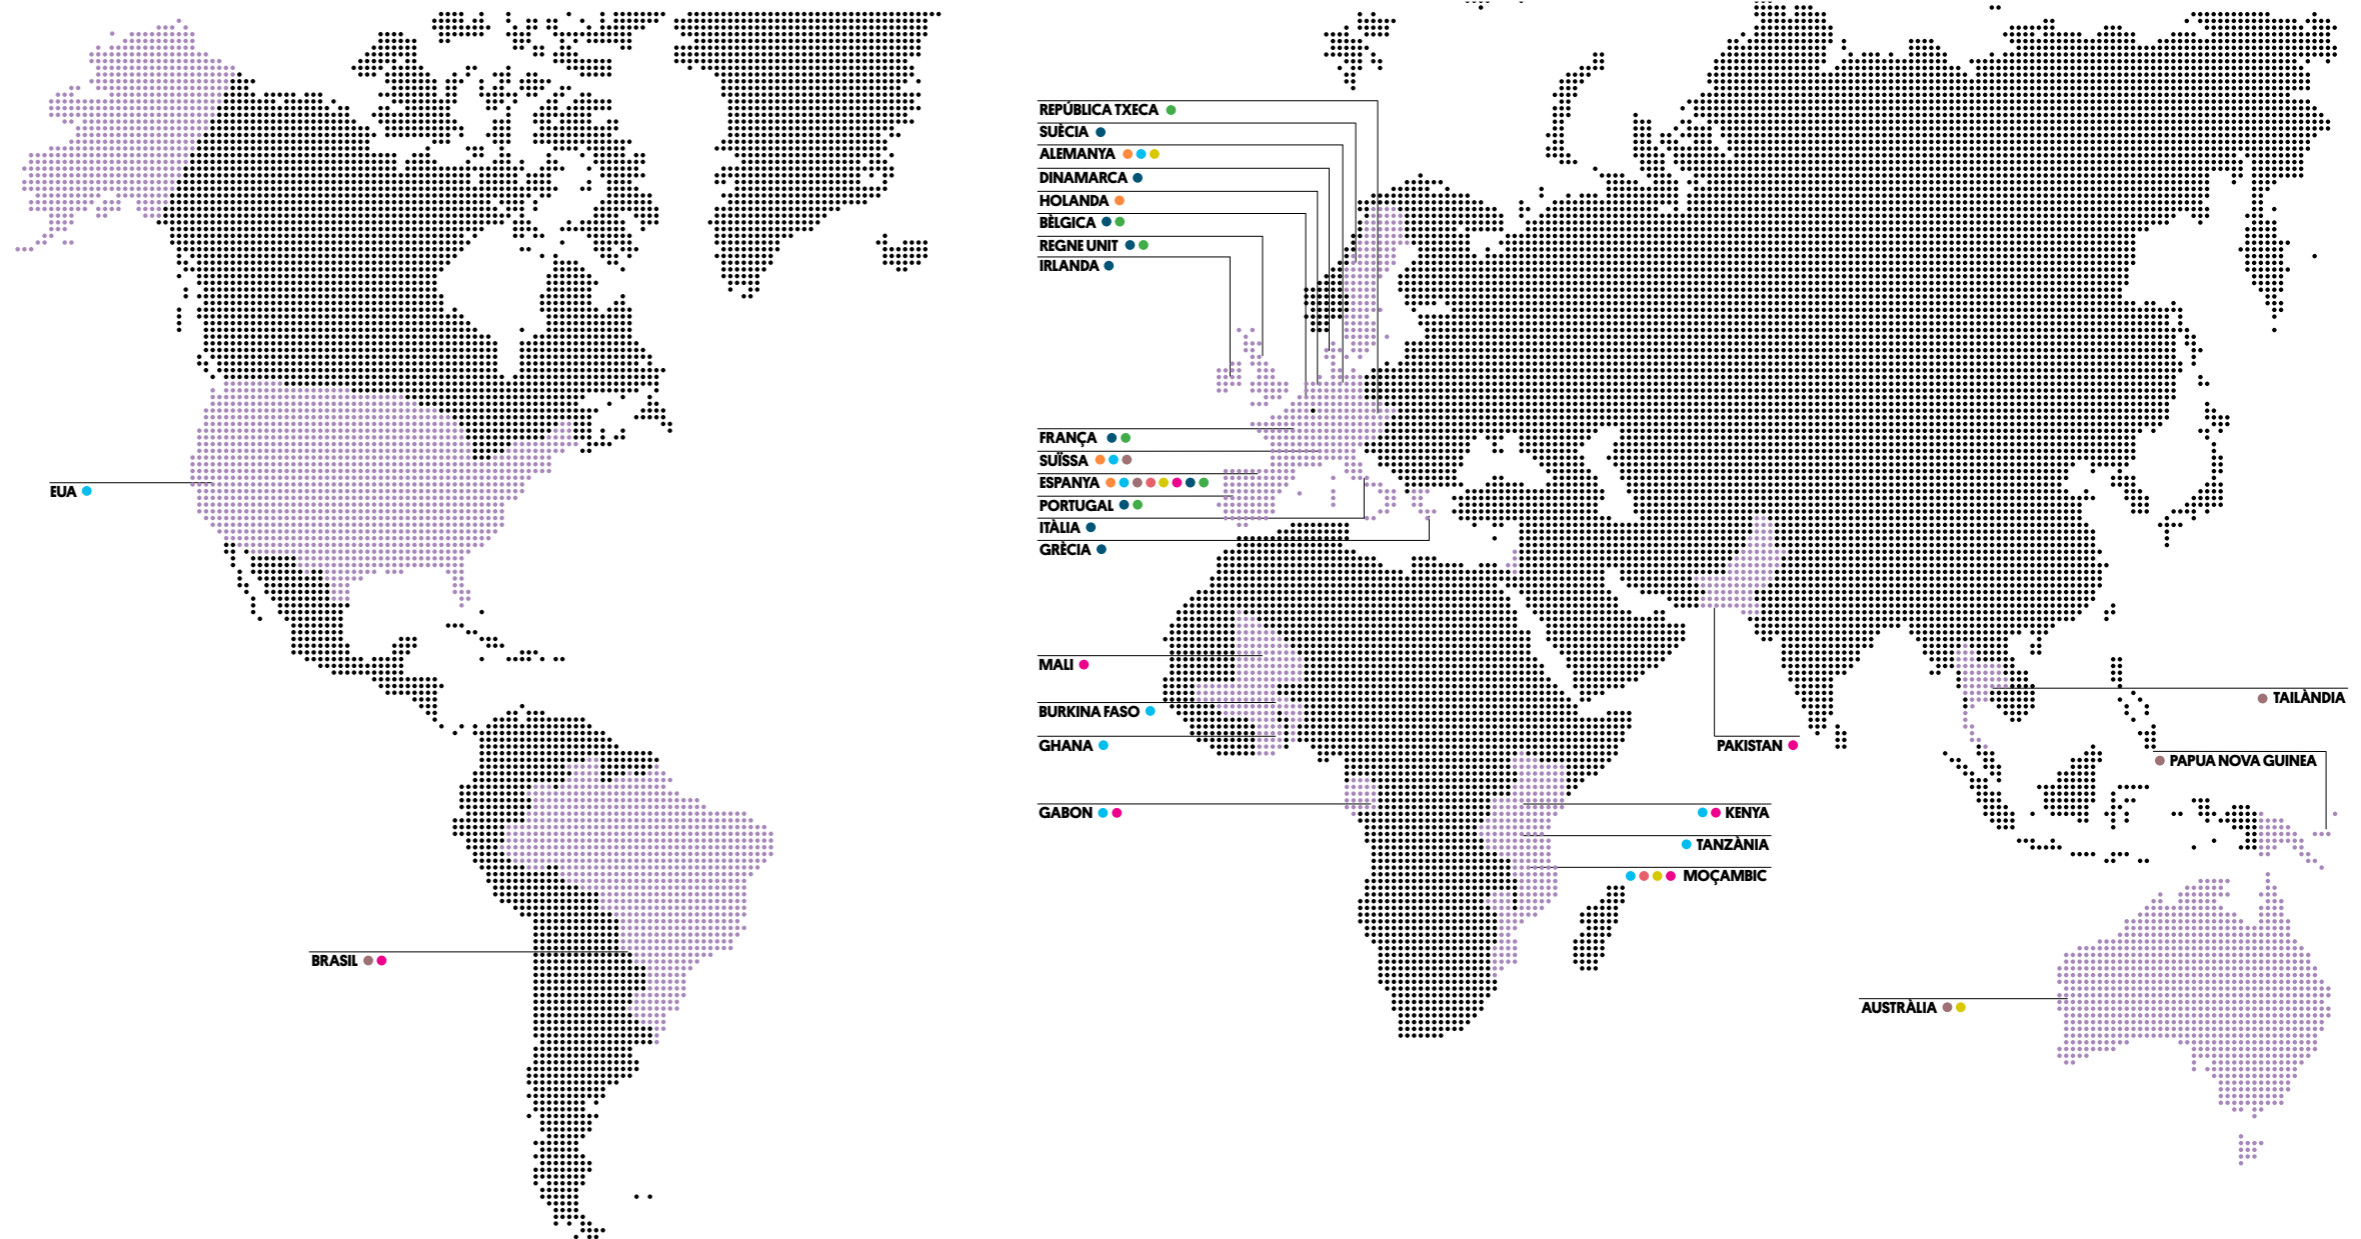 REPÚBLICA TXECA
SUÈCIA
ALEMANYA
DINAMARCA
HOLANDA
BÈLGICA
REGNE UNIT
IRLANDA
FRANÇA
SUÏSSA
ESPANYA
PORTUGAL
ITÀLIA
GRÈCIA
EUA
MALI
BURKINA FASO
GHANA
GABON
TAILÀNDIA
PAKISTAN
PAPUA NOVA GUINEA
KENYA
TANZÀNIA
MOÇAMBIC
BRASIL
AUSTRÀLIA